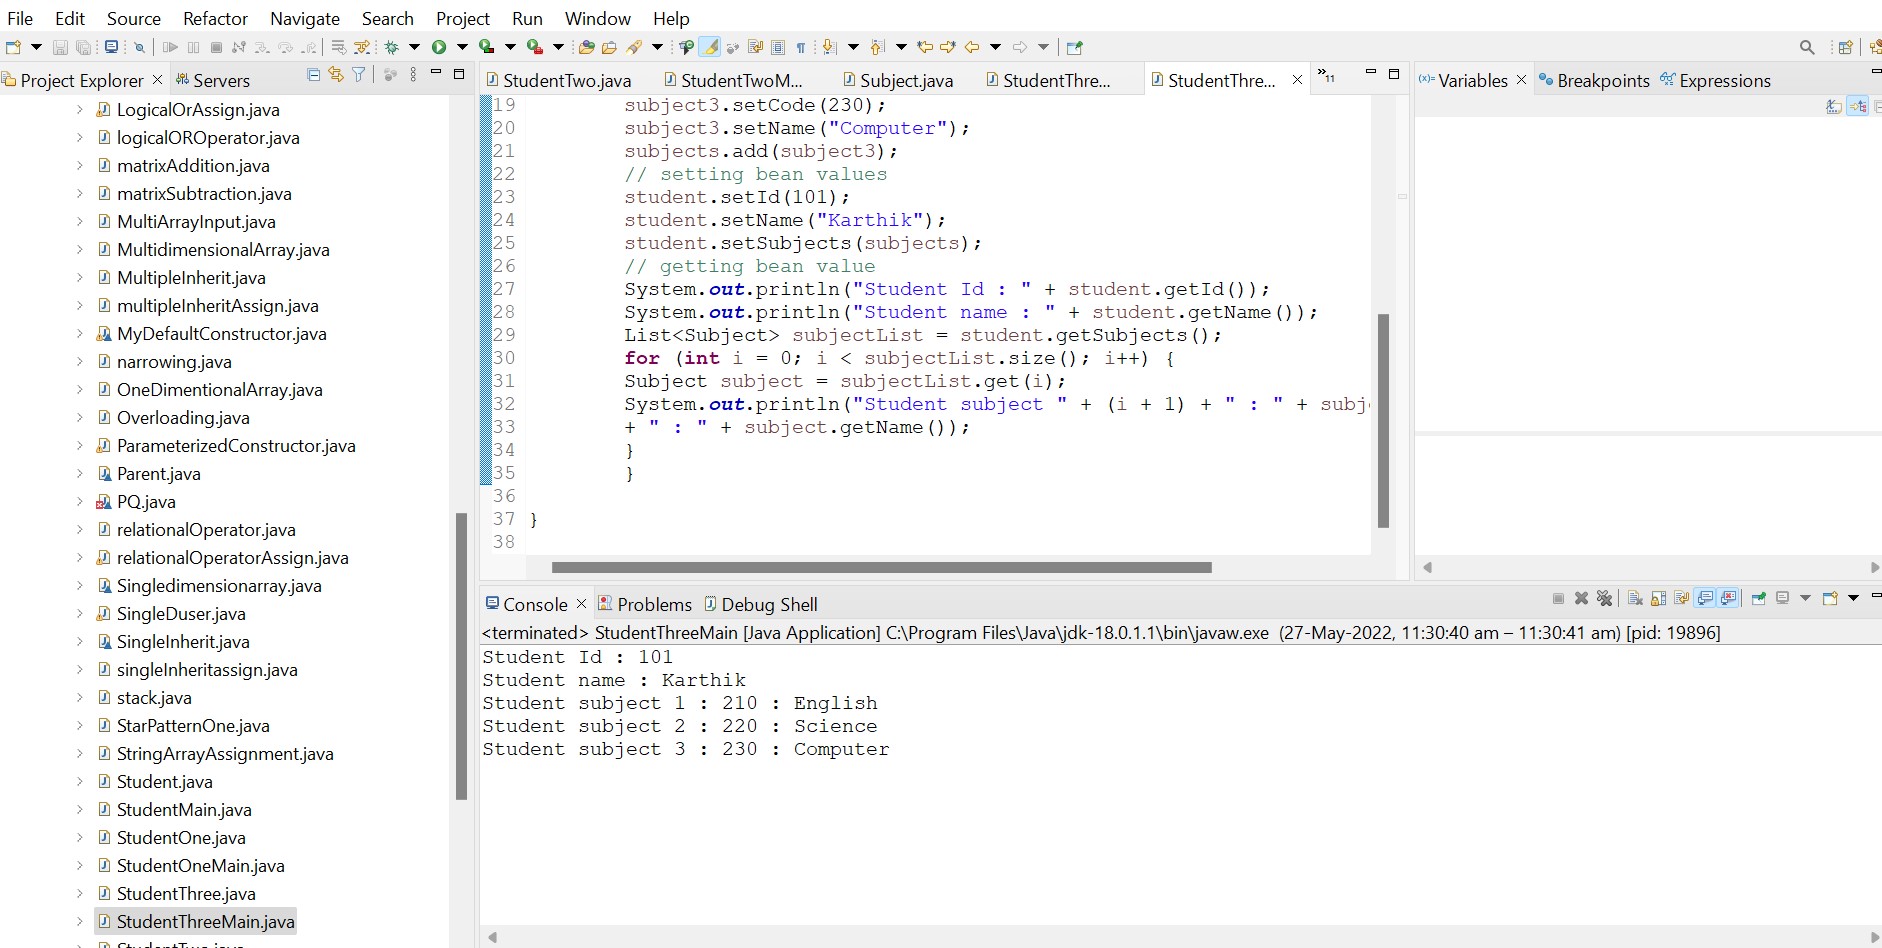 File Edit Source Refactor Navigate Search Project Run Window Help
Project Explorer Servers
LogicalOrAssign.java
logicalOROperator.java
matrixAddition.java
matrixSubtraction.java
MultiArrayInput.java
MultidimensionalArray.java
MultipleInherit.java
multipleInheritAssign.java
MyDefaultConstructor.java
narrowing.java
OneDimentionalArray.java
Overloading.java
ParameterizedConstructor.java
Parent.java
PQ.java
relationalOperator.java
relationalOperatorAssign.java
Singledimensionarray.java
SingleDuser.java
SingleInherit.java
singleInheritassign.java
stack.java
StarPatternOne.java
StringArrayAssignment.java
Student.java
StudentMain.java
StudentOne.java
StudentOneMain.java
StudentThree.java
StudentThreeMain.java
StudentTwo.java
StudentTwo.java StudentTwoM... Subject.java StudentThre... StudentThre... »11
19 subject3.setCode(230);
20 subject3.setName("Computer");
21 subjects.add(subject3);
22 // setting bean values
23 student.setId(101);
24 student.setName("Karthik");
25 student.setSubjects(subjects);
26 // getting bean value
27 System.out.println("Student Id : " + student.getId());
28 System.out.println("Student name : " + student.getName());
29 List<Subject> subjectList = student.getSubjects();
30 for (int i = 0; i < subjectList.size(); i++) {
31 Subject subject = subjectList.get(i);
32 System.out.println("Student subject " + (i + 1) + " : " + subj
33 + " : " + subject.getName());
34 }
35 }
36
37 }
38
(x)= Variables Breakpoints Expressions
Console Problems Debug Shell
<terminated> StudentThreeMain [Java Application] C:\Program Files\Java\jdk-18.0.1.1\bin\javaw.exe (27-May-2022, 11:30:40 am – 11:30:41 am) [pid: 19896]
Student Id : 101
Student name : Karthik
Student subject 1 : 210 : English
Student subject 2 : 220 : Science
Student subject 3 : 230 : Computer